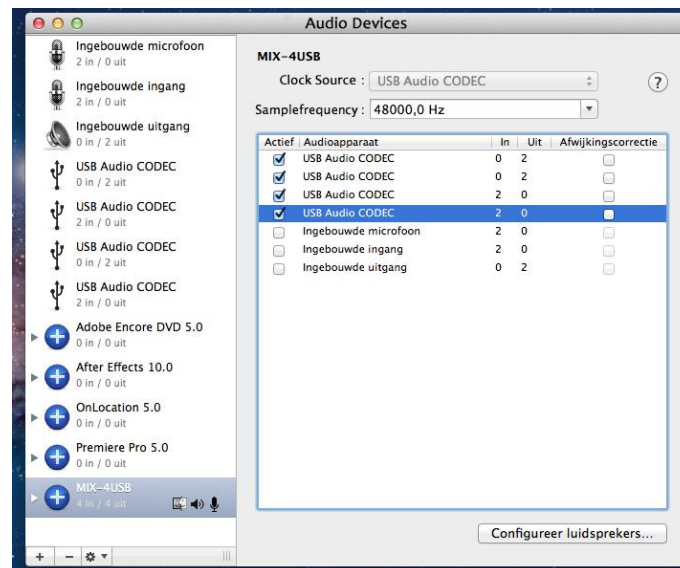 Audio Devices
Ingebouwde microfoon
2 in / 0 uit
Ingebouwde ingang
2 in / 0 uit
Ingebouwde uitgang
0 in / 2 uit
USB Audio CODEC
0 in / 2 uit
USB Audio CODEC
2 in / 0 uit
USB Audio CODEC
0 in / 2 uit
USB Audio CODEC
2 in / 0 uit
Adobe Encore DVD 5.0
0 in / 0 uit
After Effects 10.0
0 in / 0 uit
OnLocation 5.0
0 in / 0 uit
Premiere Pro 5.0
0 in / 0 uit
MIX-4USB
4 in / 4 uit
MIX-4USB
Clock Source : USB Audio CODEC
?
Samplefrequency : 48000,0 Hz
Actief Audioapparaat In Uit Afwijkingscorrectie
USB Audio CODEC 0 2
USB Audio CODEC 0 2
USB Audio CODEC 2 0
USB Audio CODEC 2 0
Ingebouwde microfoon 2 0
Ingebouwde ingang 2 0
Ingebouwde uitgang 0 2
Configureer luidsprekers...